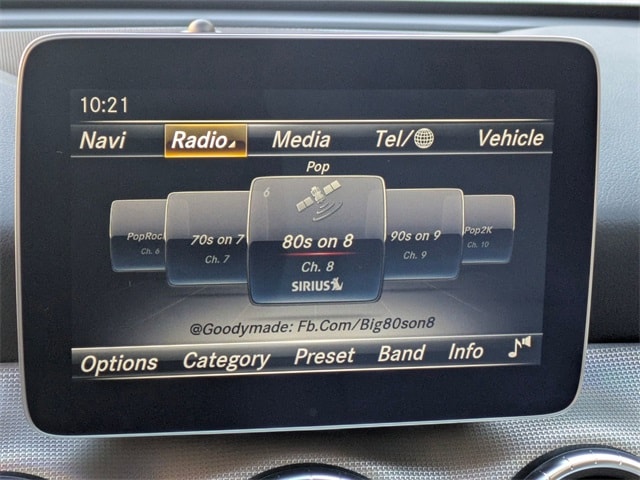 10:21
Navi Radio Media Tel/ Vehicle
Pop
6
PopRock 70s on 7 80s on 8 90s on 9 Pop2K
Ch. 6 Ch. 7 Ch. 8 Ch. 9 Ch. 10
SIRIUS
@Goodymade: Fb.Com/Big80son8
Options Category Preset Band Info